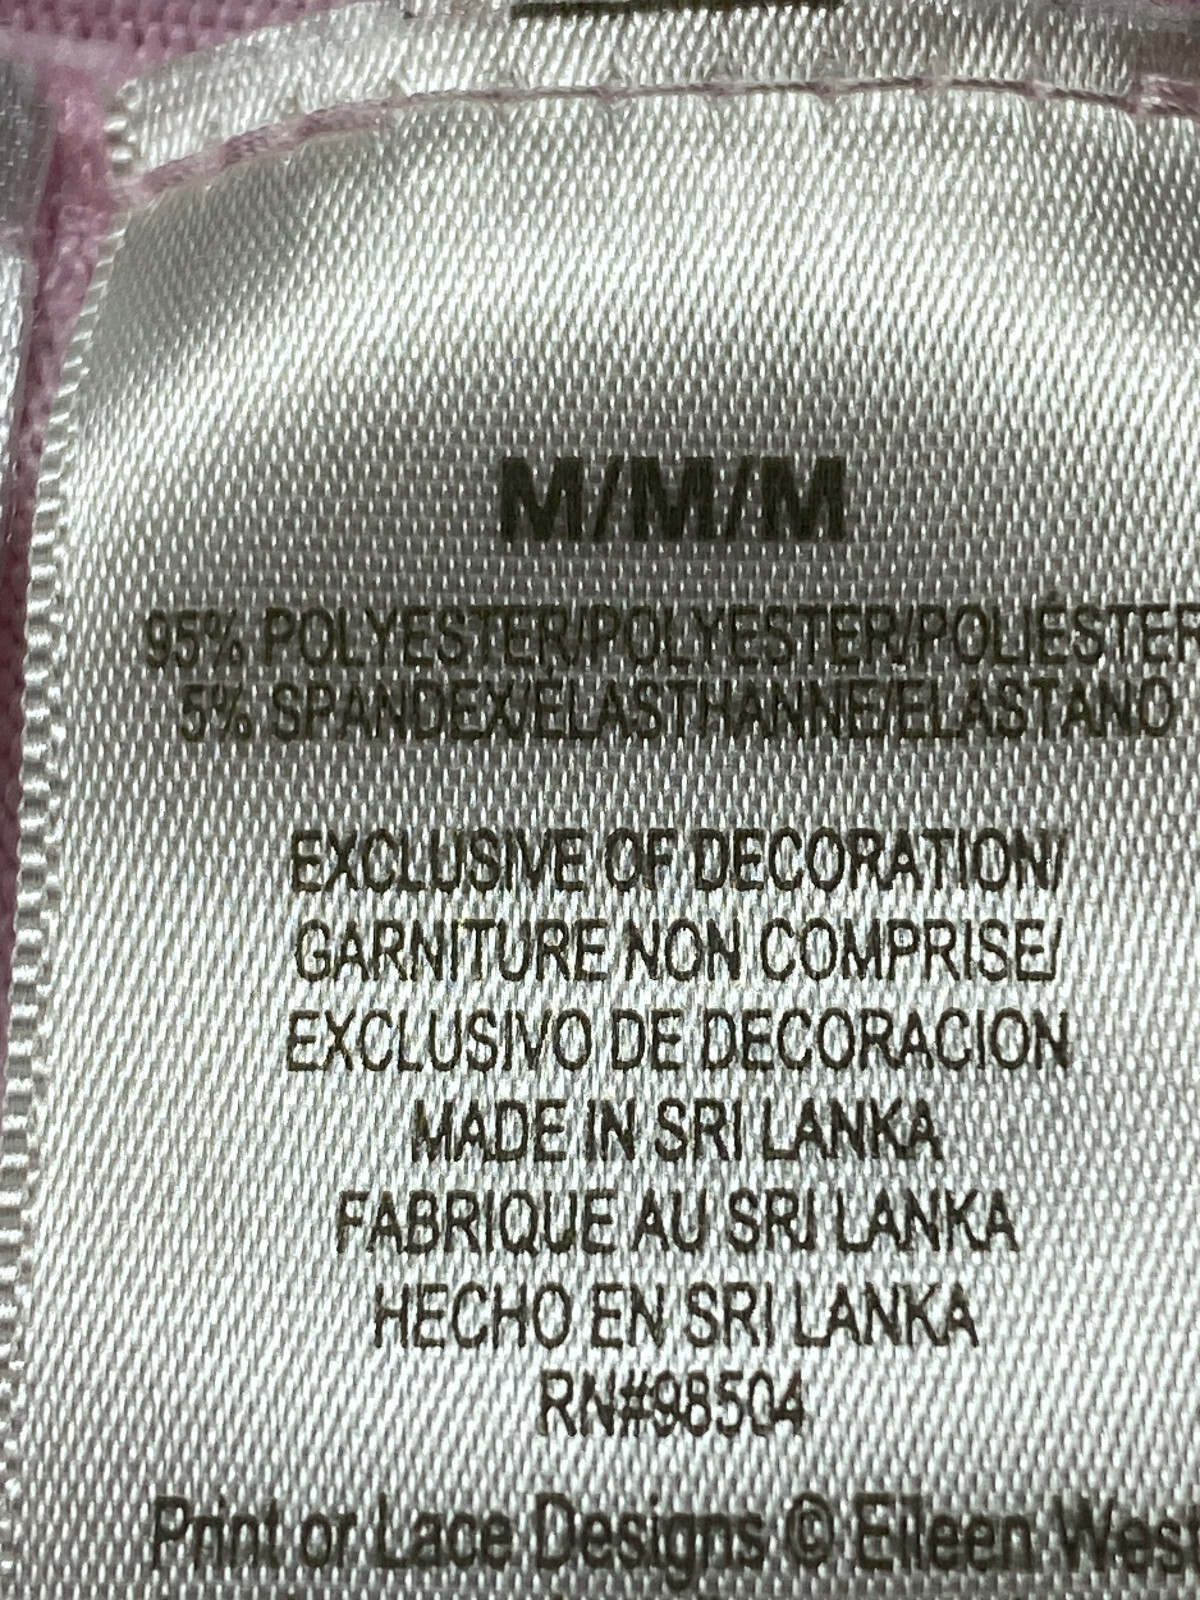 M/M/M
95% POLYESTER/POLYESTER/POLIÉSTER
5% SPANDEX/ELASTHANNE/ELASTANO
EXCLUSIVE OF DECORATION/
GARNITURE NON COMPRISE/
EXCLUSIVO DE DECORACION
MADE IN SRI LANKA
FABRIQUE AU SRI LANKA
HECHO EN SRI LANKA
RN#98504
Print or Lace Designs © Eileen West